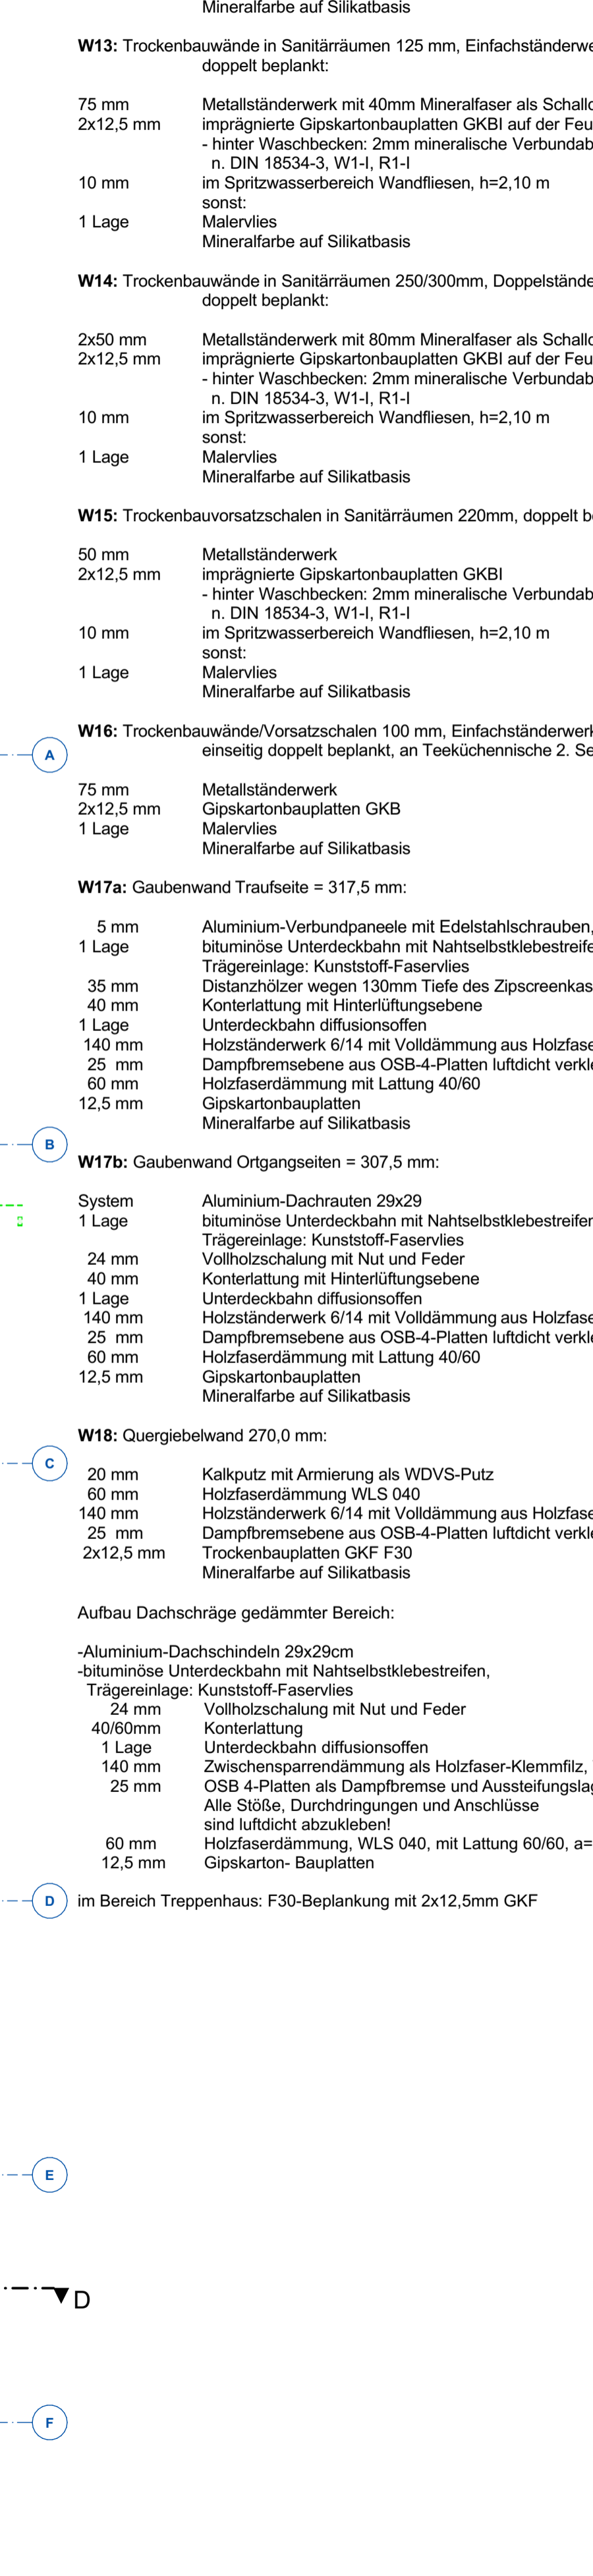 Mineralfarbe auf Silikatbasis
W13: Trockenbauwände in Sanitärräumen 125 mm, Einfachständerwe
doppelt beplankt:
75 mm Metallständerwerk mit 40mm Mineralfaser als Schallo
2x12,5 mm imprägnierte Gipskartonbauplatten GKBI auf der Feu
- hinter Waschbecken: 2mm mineralische Verbundab
n. DIN 18534-3, W1-I, R1-I
10 mm im Spritzwasserbereich Wandfliesen, h=2,10 m
sonst:
1 Lage Malervlies
Mineralfarbe auf Silikatbasis
W14: Trockenbauwände in Sanitärräumen 250/300mm, Doppelstände
doppelt beplankt:
2x50 mm Metallständerwerk mit 80mm Mineralfaser als Schallo
2x12,5 mm imprägnierte Gipskartonbauplatten GKBI auf der Feu
- hinter Waschbecken: 2mm mineralische Verbundab
n. DIN 18534-3, W1-I, R1-I
10 mm im Spritzwasserbereich Wandfliesen, h=2,10 m
sonst:
1 Lage Malervlies
Mineralfarbe auf Silikatbasis
W15: Trockenbauvorsatzschalen in Sanitärräumen 220mm, doppelt b
50 mm Metallständerwerk
2x12,5 mm imprägnierte Gipskartonbauplatten GKBI
- hinter Waschbecken: 2mm mineralische Verbundab
n. DIN 18534-3, W1-I, R1-I
10 mm im Spritzwasserbereich Wandfliesen, h=2,10 m
sonst:
1 Lage Malervlies
Mineralfarbe auf Silikatbasis
W16: Trockenbauwände/Vorsatzschalen 100 mm, Einfachständerwerk
A einseitig doppelt beplankt, an Teeküchennische 2. Se
75 mm Metallständerwerk
2x12,5 mm Gipskartonbauplatten GKB
1 Lage Malervlies
Mineralfarbe auf Silikatbasis
W17a: Gaubenwand Traufseite = 317,5 mm:
5 mm Aluminium-Verbundpaneele mit Edelstahlschrauben,
1 Lage bituminöse Unterdeckbahn mit Nahtselbstklebestreife
Trägereinlage: Kunststoff-Faservlies
35 mm Distanzhölzer wegen 130mm Tiefe des Zipscreenkas
40 mm Konterlattung mit Hinterlüftungsebene
1 Lage Unterdeckbahn diffusionsoffen
140 mm Holzständerwerk 6/14 mit Volldämmung aus Holzfase
25 mm Dampfbremsebene aus OSB-4-Platten luftdicht verkle
60 mm Holzfaserdämmung mit Lattung 40/60
12,5 mm Gipskartonbauplatten
Mineralfarbe auf Silikatbasis
B
W17b: Gaubenwand Ortgangseiten = 307,5 mm:
System Aluminium-Dachrauten 29x29
1 Lage bituminöse Unterdeckbahn mit Nahtselbstklebestreifen
Trägereinlage: Kunststoff-Faservlies
24 mm Vollholzschalung mit Nut und Feder
40 mm Konterlattung mit Hinterlüftungsebene
1 Lage Unterdeckbahn diffusionsoffen
140 mm Holzständerwerk 6/14 mit Volldämmung aus Holzfase
25 mm Dampfbremsebene aus OSB-4-Platten luftdicht verkle
60 mm Holzfaserdämmung mit Lattung 40/60
12,5 mm Gipskartonbauplatten
Mineralfarbe auf Silikatbasis
W18: Quergiebelwand 270,0 mm:
C
20 mm Kalkputz mit Armierung als WDVS-Putz
60 mm Holzfaserdämmung WLS 040
140 mm Holzständerwerk 6/14 mit Volldämmung aus Holzfase
25 mm Dampfbremsebene aus OSB-4-Platten luftdicht verkle
2x12,5 mm Trockenbauplatten GKF F30
Mineralfarbe auf Silikatbasis
Aufbau Dachschräge gedämmter Bereich:
-Aluminium-Dachschindeln 29x29cm
-bituminöse Unterdeckbahn mit Nahtselbstklebestreifen,
Trägereinlage: Kunststoff-Faservlies
24 mm Vollholzschalung mit Nut und Feder
40/60mm Konterlattung
1 Lage Unterdeckbahn diffusionsoffen
140 mm Zwischensparrendämmung als Holzfaser-Klemmfilz,
25 mm OSB 4-Platten als Dampfbremse und Aussteifungslag
Alle Stöße, Durchdringungen und Anschlüsse
sind luftdicht abzukleben!
60 mm Holzfaserdämmung, WLS 040, mit Lattung 60/60, a=
12,5 mm Gipskarton- Bauplatten
D im Bereich Treppenhaus: F30-Beplankung mit 2x12,5mm GKF
E
D
F